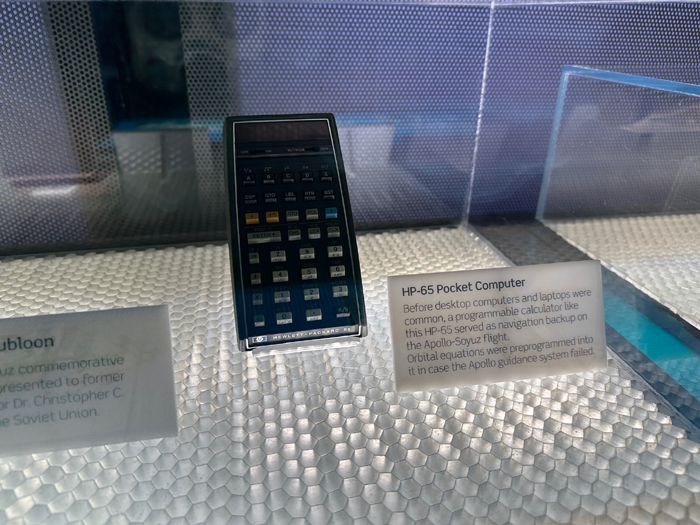 HP-65 Pocket Computer
Before desktop computers and laptops were
common, a programmable calculator like
this HP-65 served as navigation backup on
the Apollo-Soyuz flight.
Orbital equations were preprogrammed into
it in case the Apollo guidance system failed.
HEWLETT·PACKARD 65
ubloon
uz commemorative
presented to former
or Dr. Christopher C.
e Soviet Union.